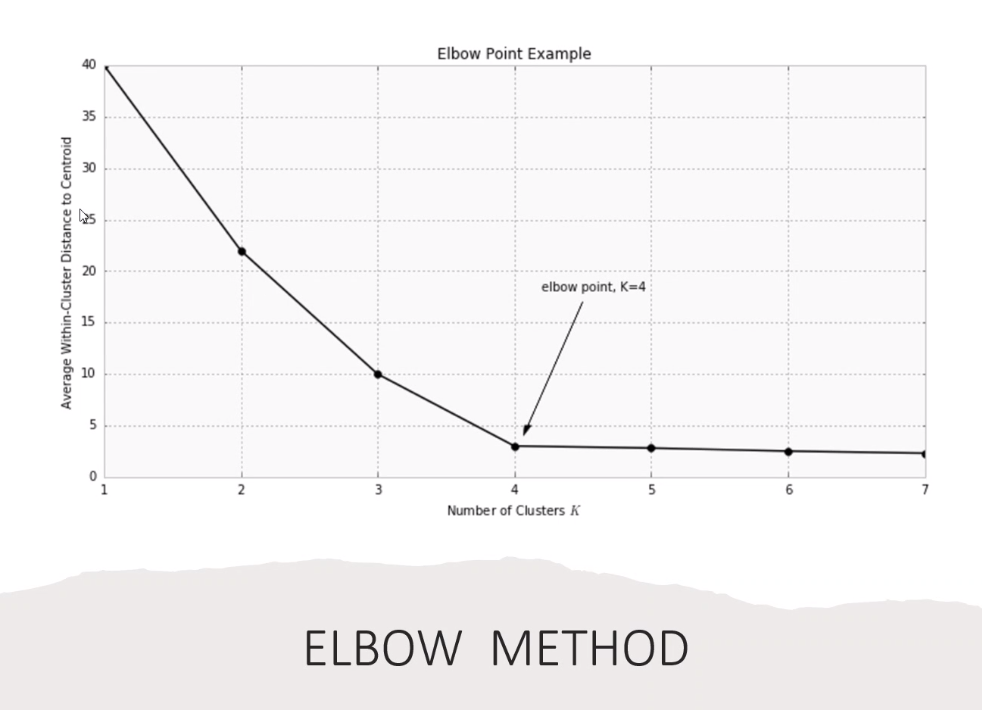 Elbow Point Example
40
35
30
25
20
15
10
5
0
Average Within-Cluster Distance to Centroid
elbow point, K=4
1 2 3 4 5 6 7
Number of Clusters K
ELBOW METHOD